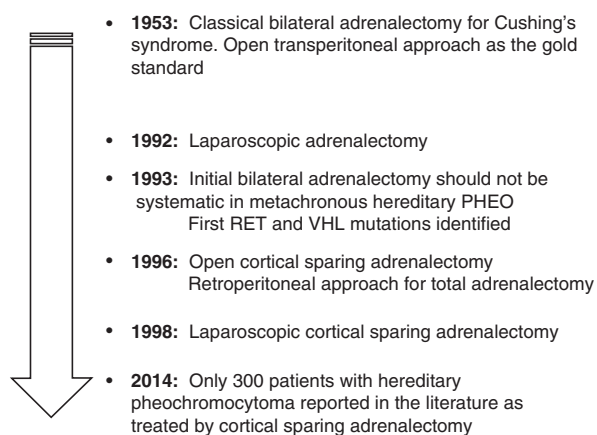 • 1953: Classical bilateral adrenalectomy for Cushing's
syndrome. Open transperitoneal approach as the gold
standard
• 1992: Laparoscopic adrenalectomy
• 1993: Initial bilateral adrenalectomy should not be
systematic in metachronous hereditary PHEO
First RET and VHL mutations identified
• 1996: Open cortical sparing adrenalectomy
Retroperitoneal approach for total adrenalectomy
• 1998: Laparoscopic cortical sparing adrenalectomy
• 2014: Only 300 patients with hereditary
pheochromocytoma reported in the literature as
treated by cortical sparing adrenalectomy